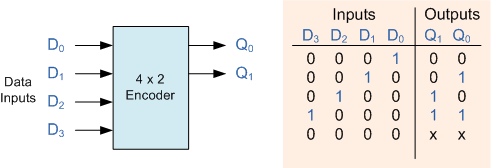 D₀
D₁
D₂
D₃
Data
Inputs
4 x 2
Encoder
Q₀
Q₁
Inputs Outputs
D₃ D₂ D₁ D₀ Q₁ Q₀
0 0 0 1 0 0
0 0 1 0 0 1
0 1 0 0 1 0
1 0 0 0 1 1
0 0 0 0 x x